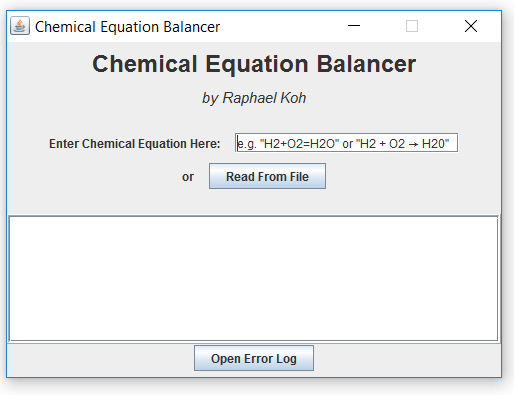 Chemical Equation Balancer
Chemical Equation Balancer
by Raphael Koh
Enter Chemical Equation Here: e.g. "H2+O2=H2O" or "H2 + O2 → H20"
or Read From File
Open Error Log